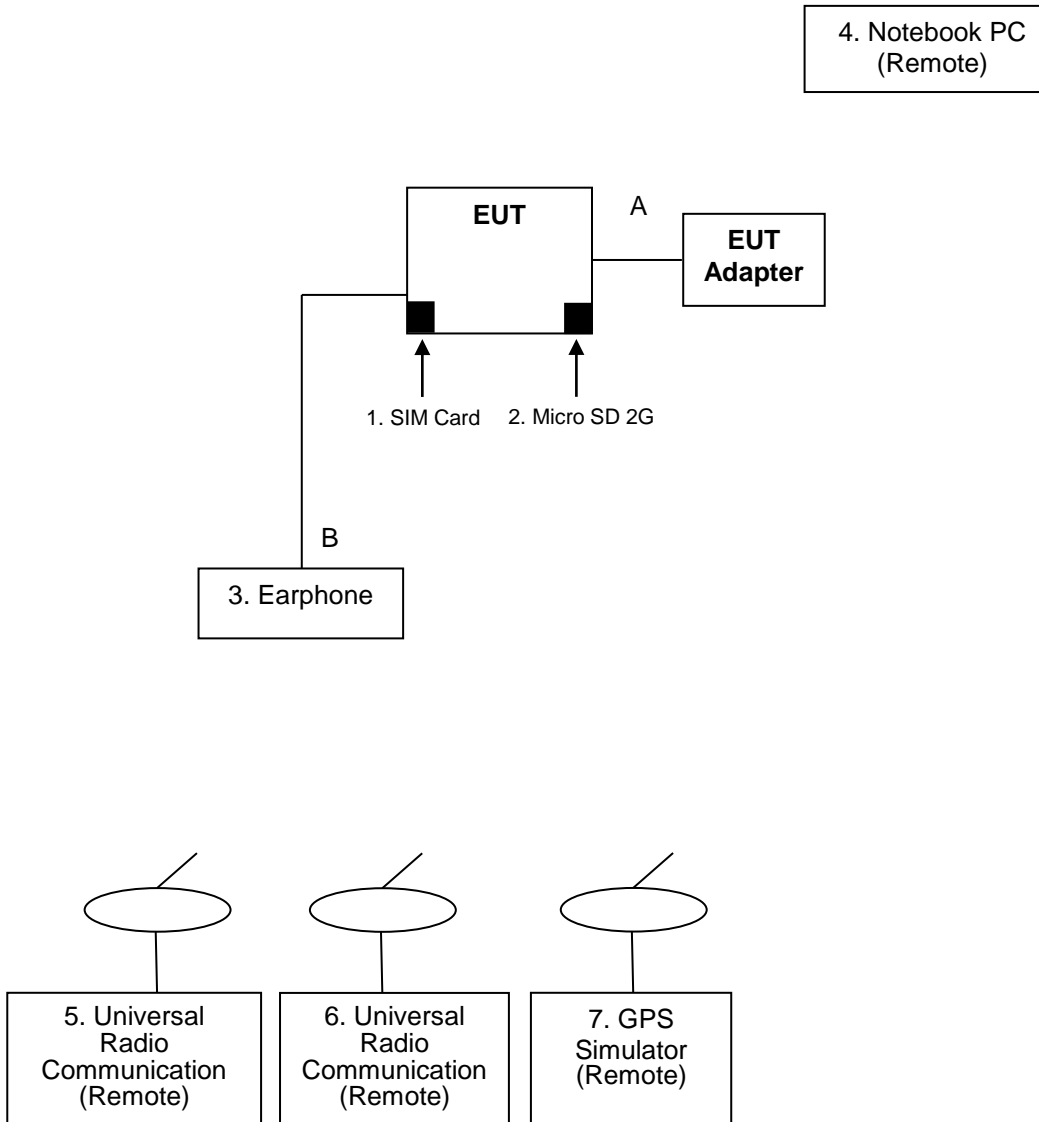 4. Notebook PC
(Remote)
EUT
A
EUT
Adapter
1. SIM Card
2. Micro SD 2G
B
3. Earphone
5. Universal
Radio
Communication
(Remote)
6. Universal
Radio
Communication
(Remote)
7. GPS
Simulator
(Remote)